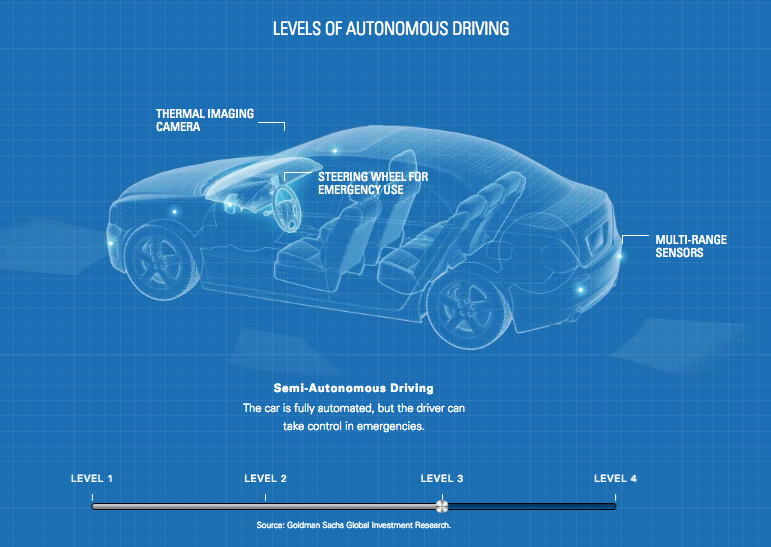 LEVELS OF AUTONOMOUS DRIVING
THERMAL IMAGING
CAMERA
STEERING WHEEL FOR
EMERGENCY USE
MULTI-RANGE
SENSORS
Semi-Autonomous Driving
The car is fully automated, but the driver can
take control in emergencies.
LEVEL 1
LEVEL 2
LEVEL 3
LEVEL 4
Source: Goldman Sachs Global Investment Research.